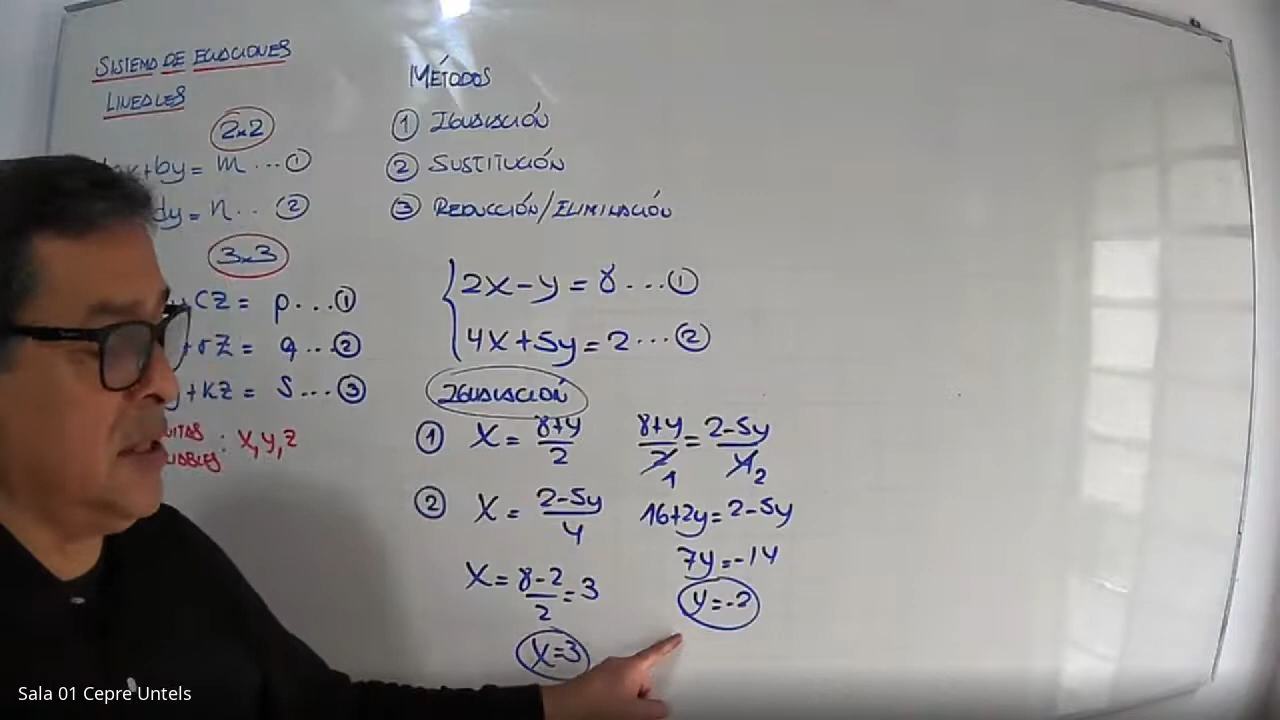 SISTEMA DE ECUACIONES
LINEALES
2x2
ax+by= m ... ①
dy= n .. ②
3x3
+CZ= p... ①
+rZ= q ... ②
y+KZ= S... ③
: x, y, z
MÉTODOS
① IGUALACIÓN
② SUSTITUCIÓN
③ REDUCCIÓN/ELIMINACIÓN
2x-y=8...①
4x+5y=2...②
IGUALACIÓN
① X= 8+y/2
② X= 2-5y/4
X= 8-2/2 =3
X=3
8+y/2 = 2-5y/4
1 2
16+2y=2-5y
7y=-14
y=-2
Sala 01 Cepre Untels